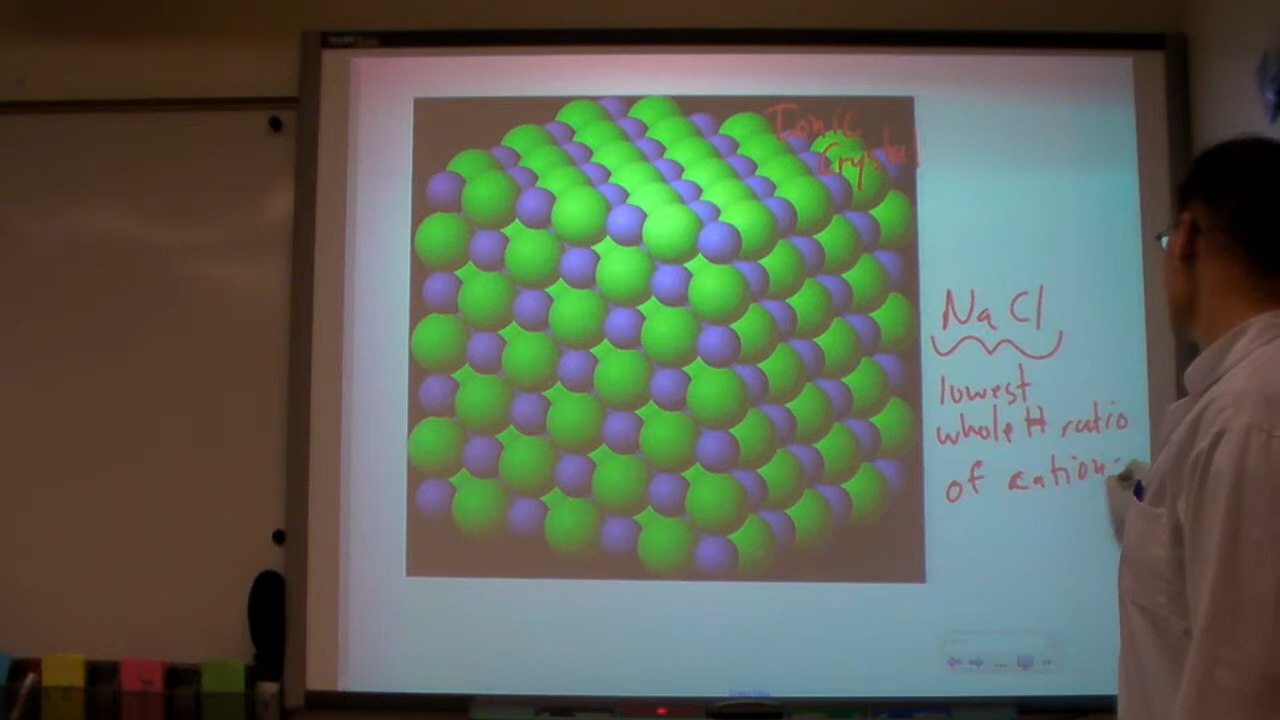 Ionic
Crystal
NaCl
lowest
whole # ratio
of cation